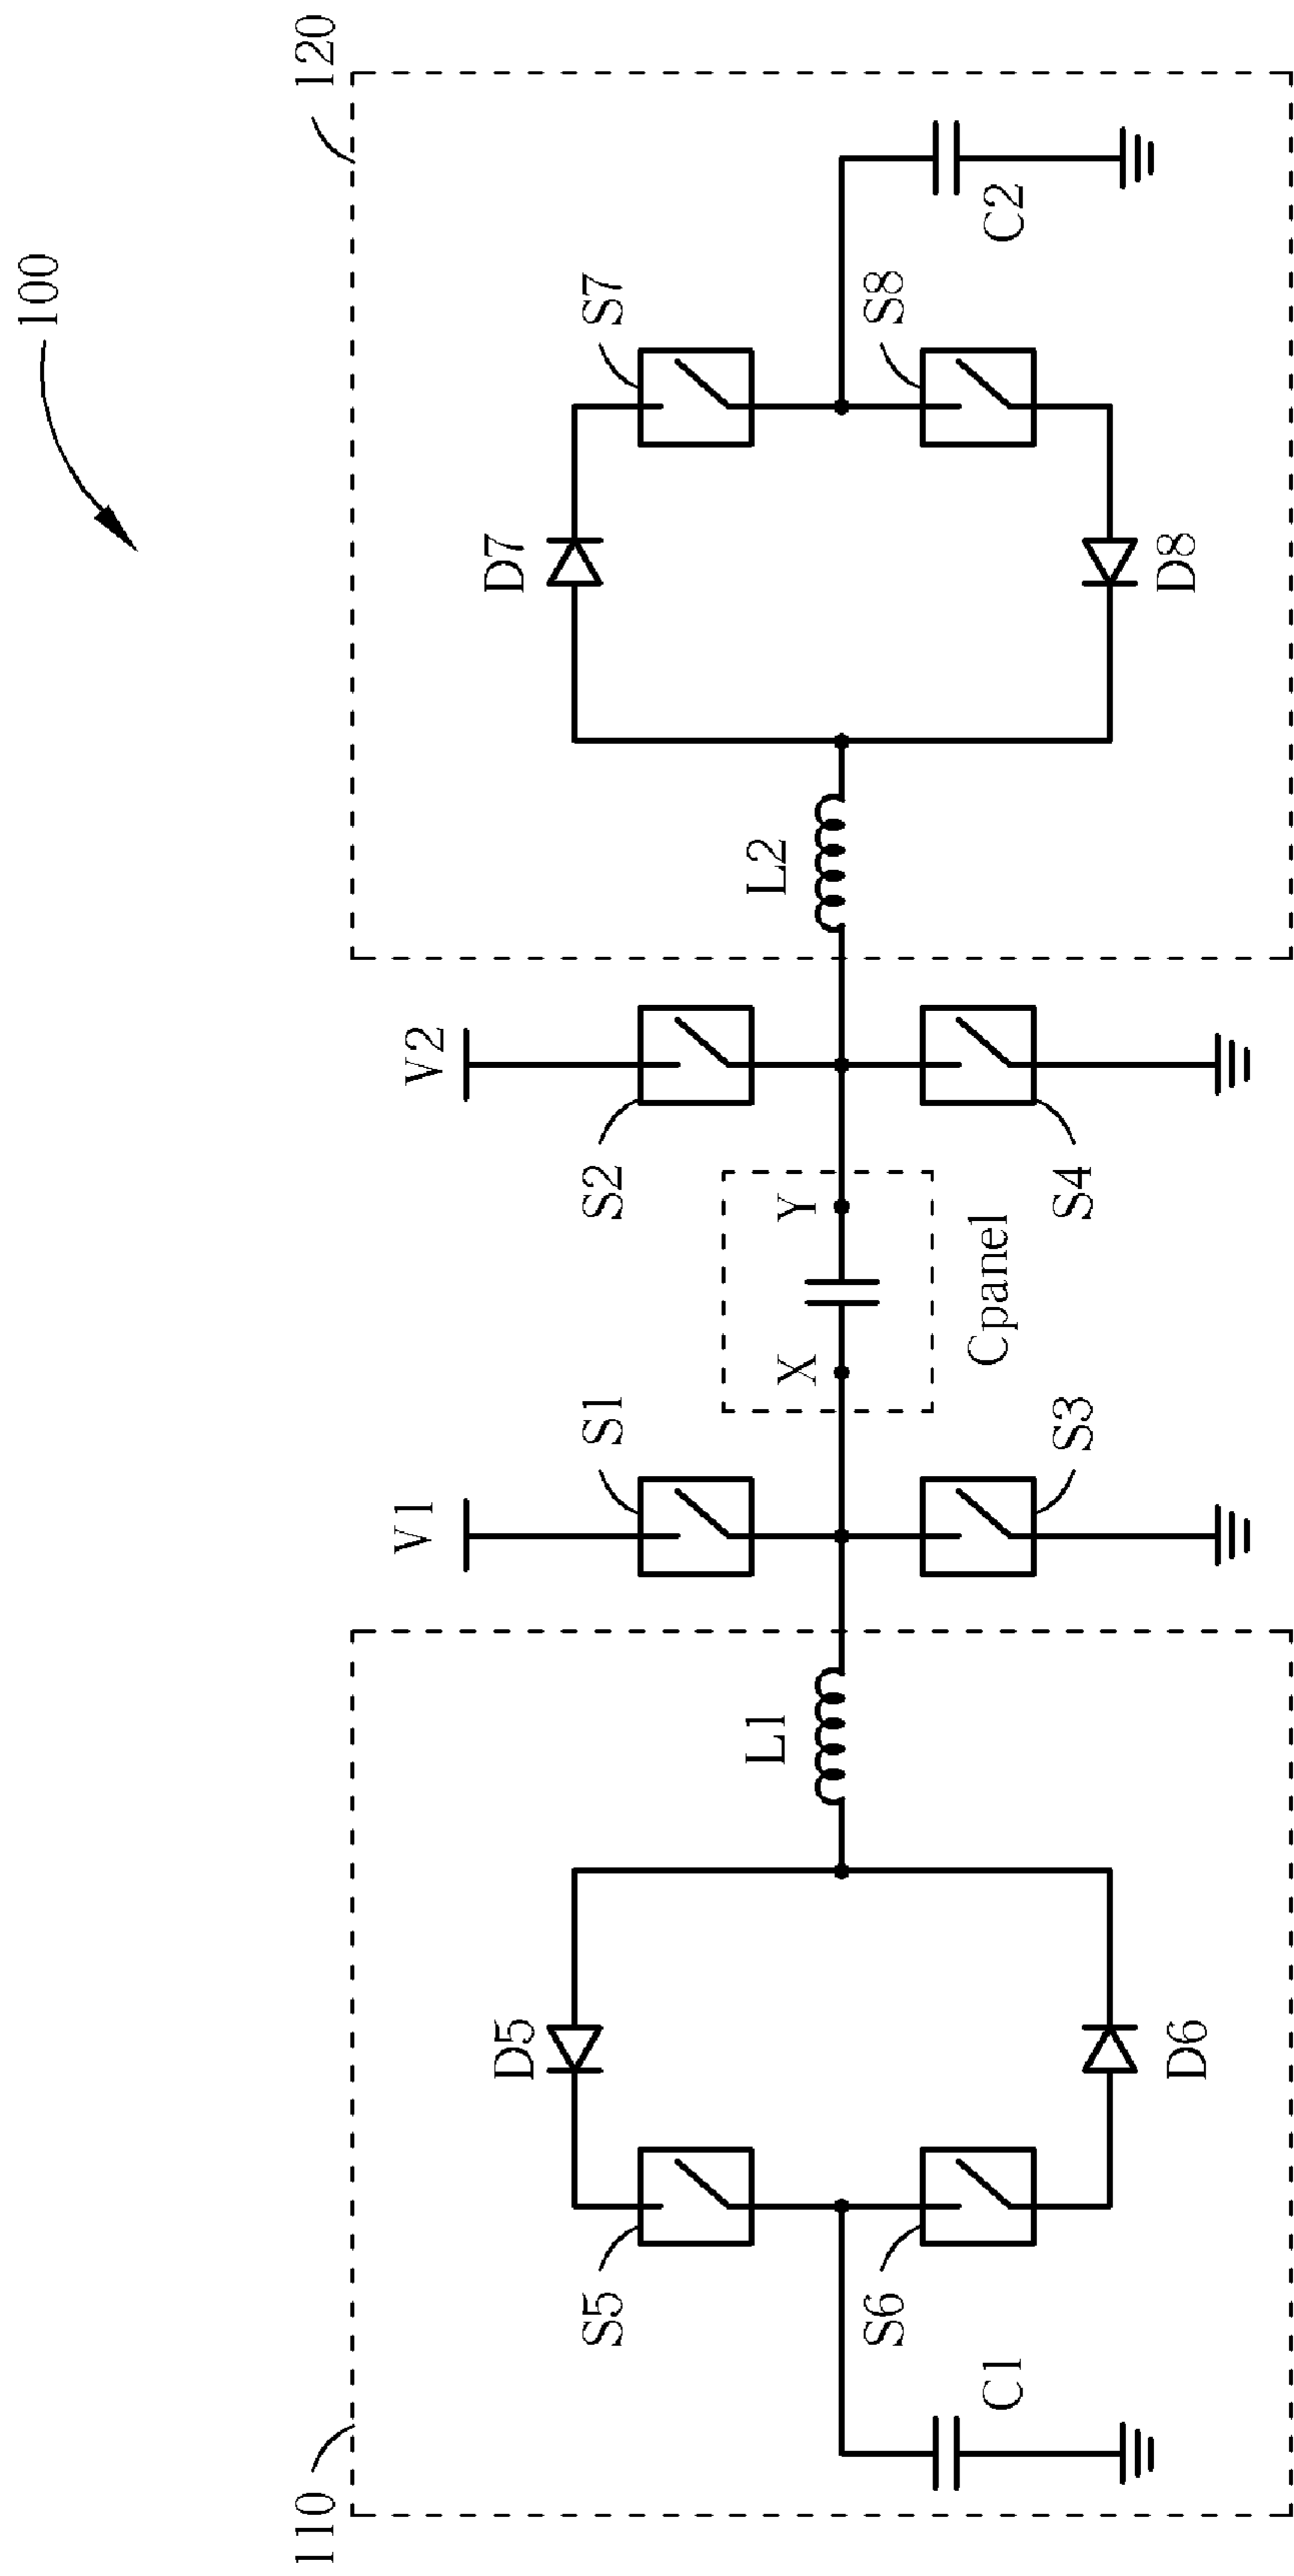 100
110
120
V1
V2
S5
D5
S1
S2
D7
S7
L1
X
Y
L2
C1
S6
D6
S3
Cpanel
S4
D8
S8
C2